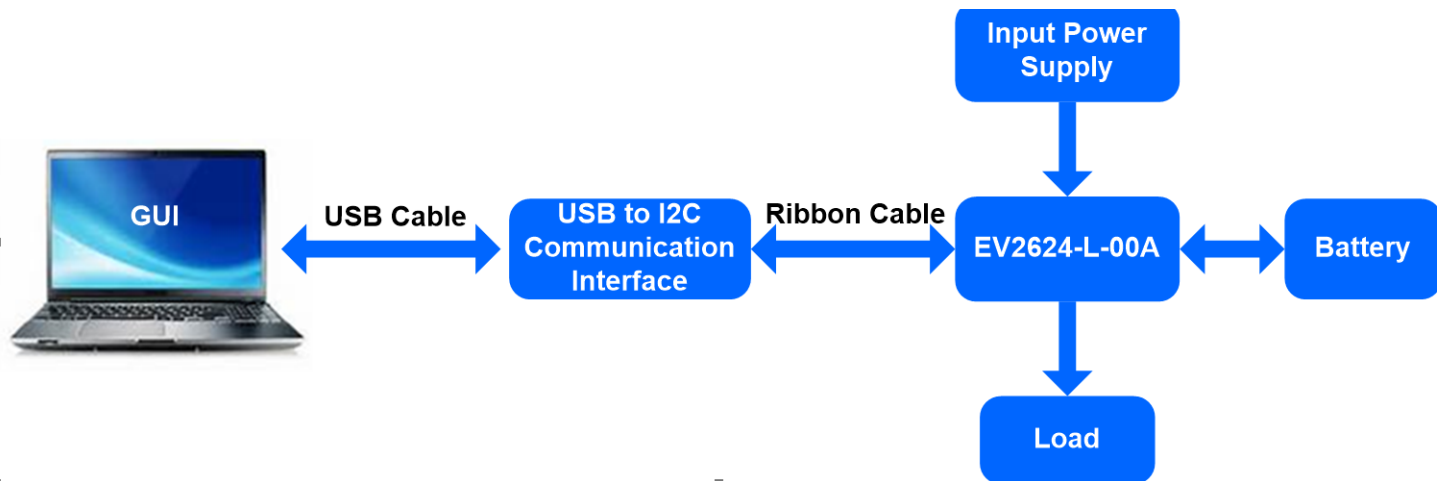 Input Power
Supply
GUI
USB Cable
USB to I2C
Communication
Interface
Ribbon Cable
EV2624-L-00A
Battery
Load